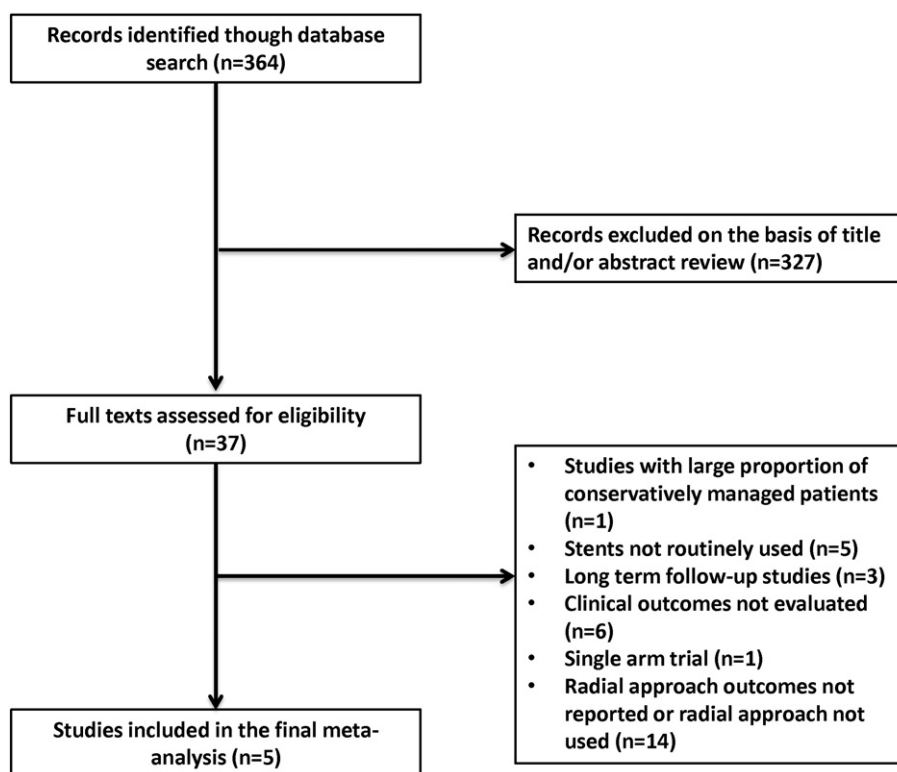 Records identified though database
search (n=364)
Records excluded on the basis of title
and/or abstract review (n=327)
Full texts assessed for eligibility
(n=37)
• Studies with large proportion of
conservatively managed patients
(n=1)
• Stents not routinely used (n=5)
• Long term follow-up studies (n=3)
• Clinical outcomes not evaluated
(n=6)
• Single arm trial (n=1)
• Radial approach outcomes not
reported or radial approach not
used (n=14)
Studies included in the final meta-
analysis (n=5)